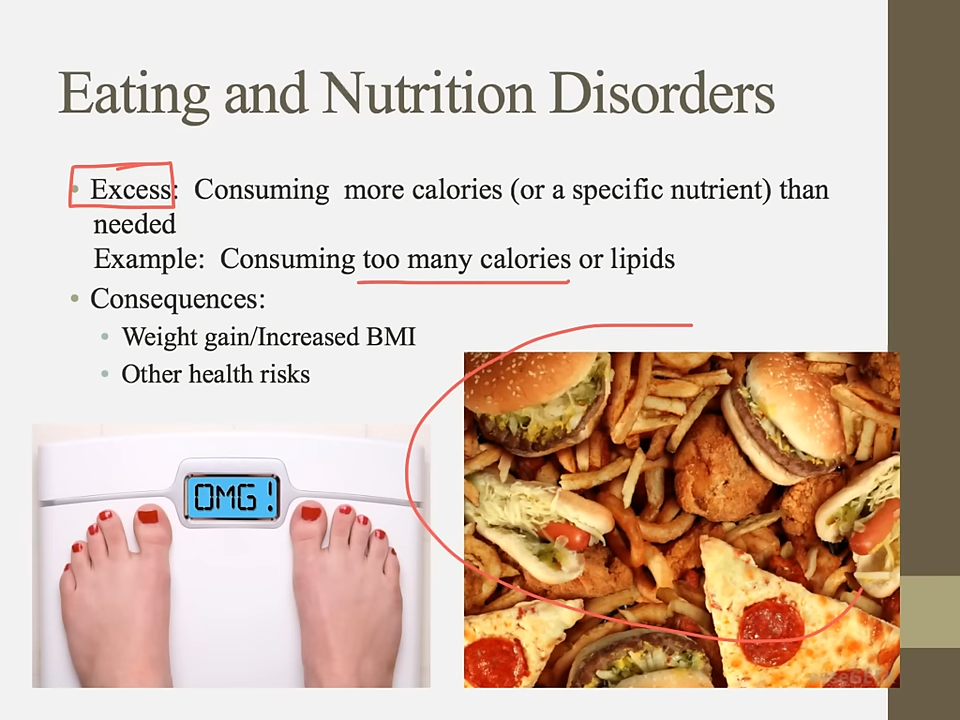 Eating and Nutrition Disorders
• Excess: Consuming more calories (or a specific nutrient) than
needed
Example: Consuming too many calories or lipids
• Consequences:
• Weight gain/Increased BMI
• Other health risks
OMG!